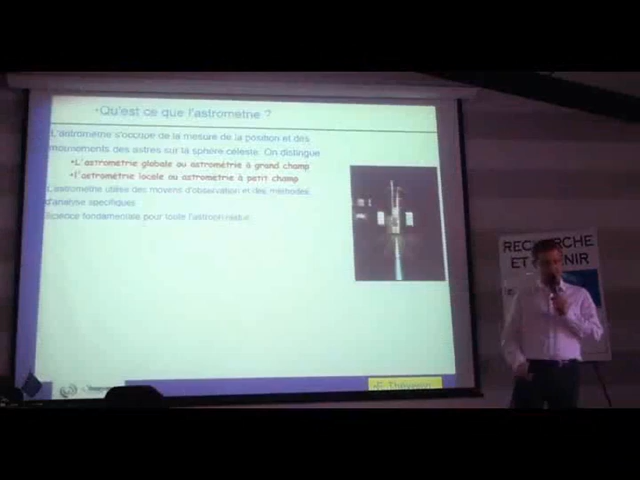 •Qu'est ce que l'astrométrie ?
L'astrométrie s'occupe de la mesure de la position et des
mouvements des astres sur la sphère céleste. On distingue
•L'astrométrie globale ou astrométrie à grand champ
•L'astrométrie locale ou astrométrie à petit champ
L'astrométrie utilise des moyens d'observation et des méthodes
d'analyse spécifiques
Science fondamentale pour toute l'astronomie
RECHERCHE
ET AVENIR